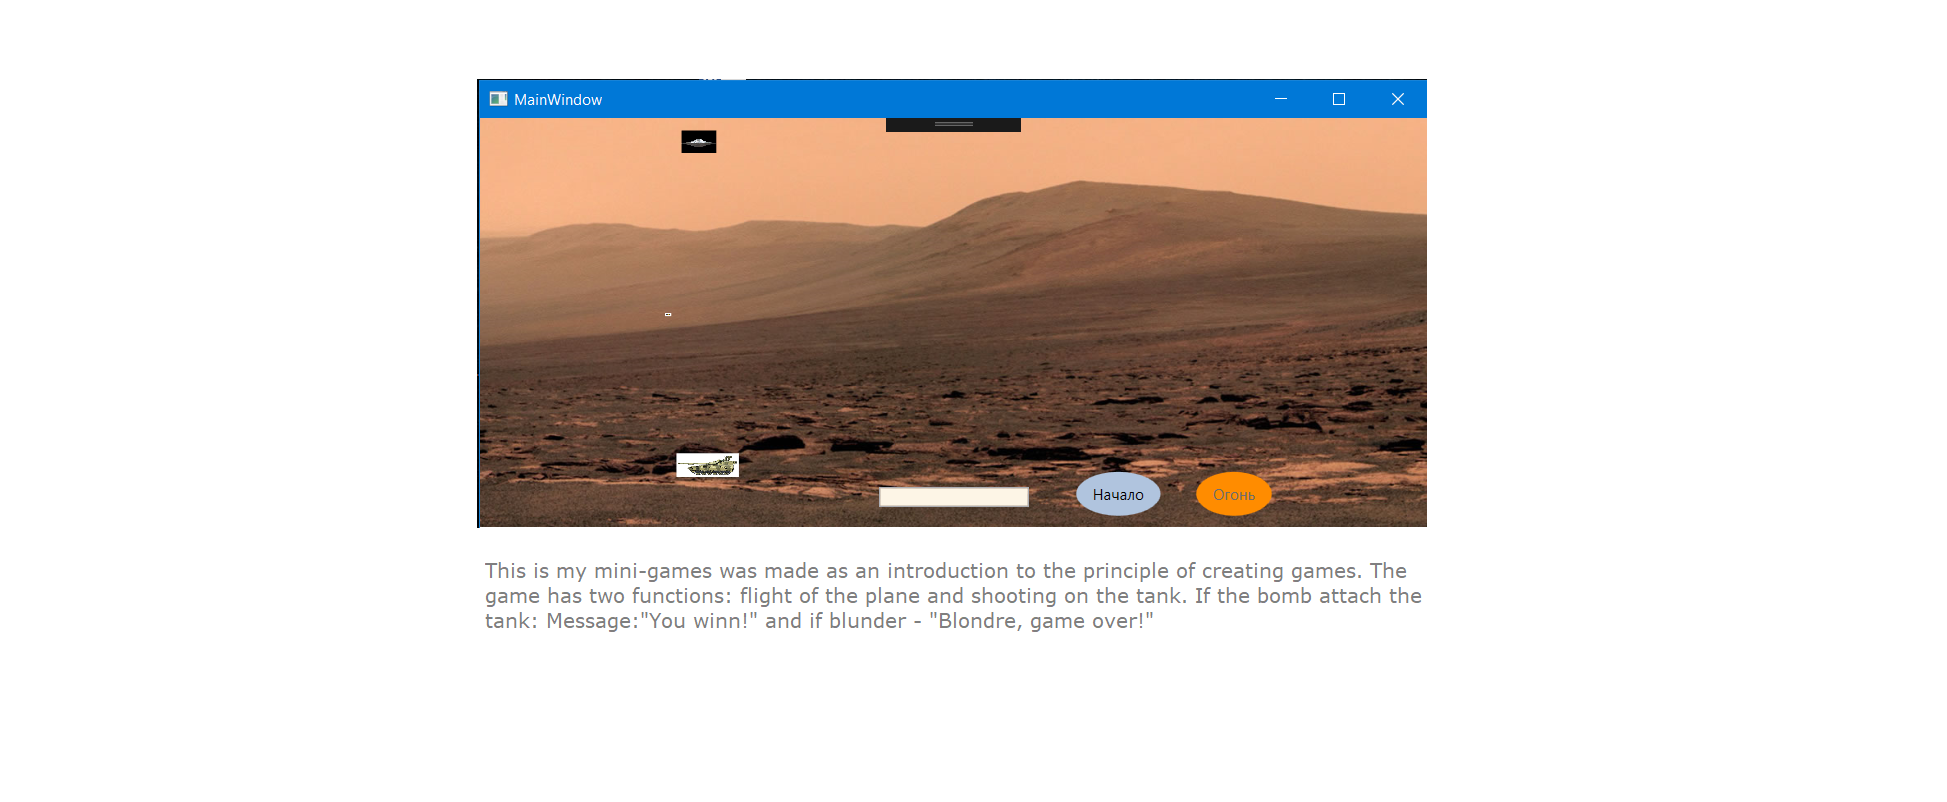 MainWindow
Начало
Огонь
This is my mini-games was made as an introduction to the principle of creating games. The
game has two functions: flight of the plane and shooting on the tank. If the bomb attach the
tank: Message:"You winn!" and if blunder - "Blondre, game over!"